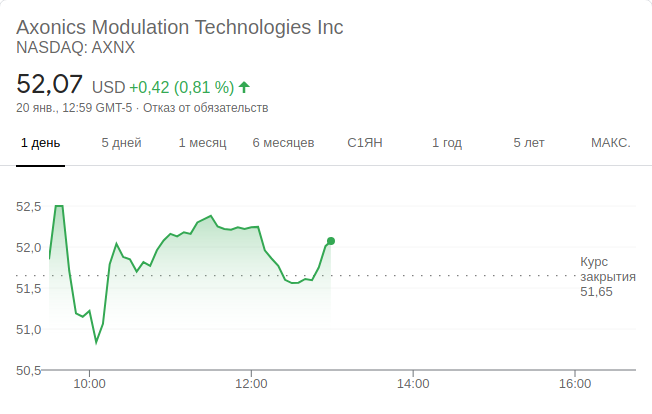 Axonics Modulation Technologies Inc
NASDAQ: AXNX
52,07 USD +0,42 (0,81 %)
20 янв., 12:59 GMT-5 · Отказ от обязательств
1 день 5 дней 1 месяц 6 месяцев С1ЯН 1 год 5 лет МАКС.
52,5
52,0
Курс
закрытия
51,65
51,5
51,0
50,5
10:00 12:00 14:00 16:00